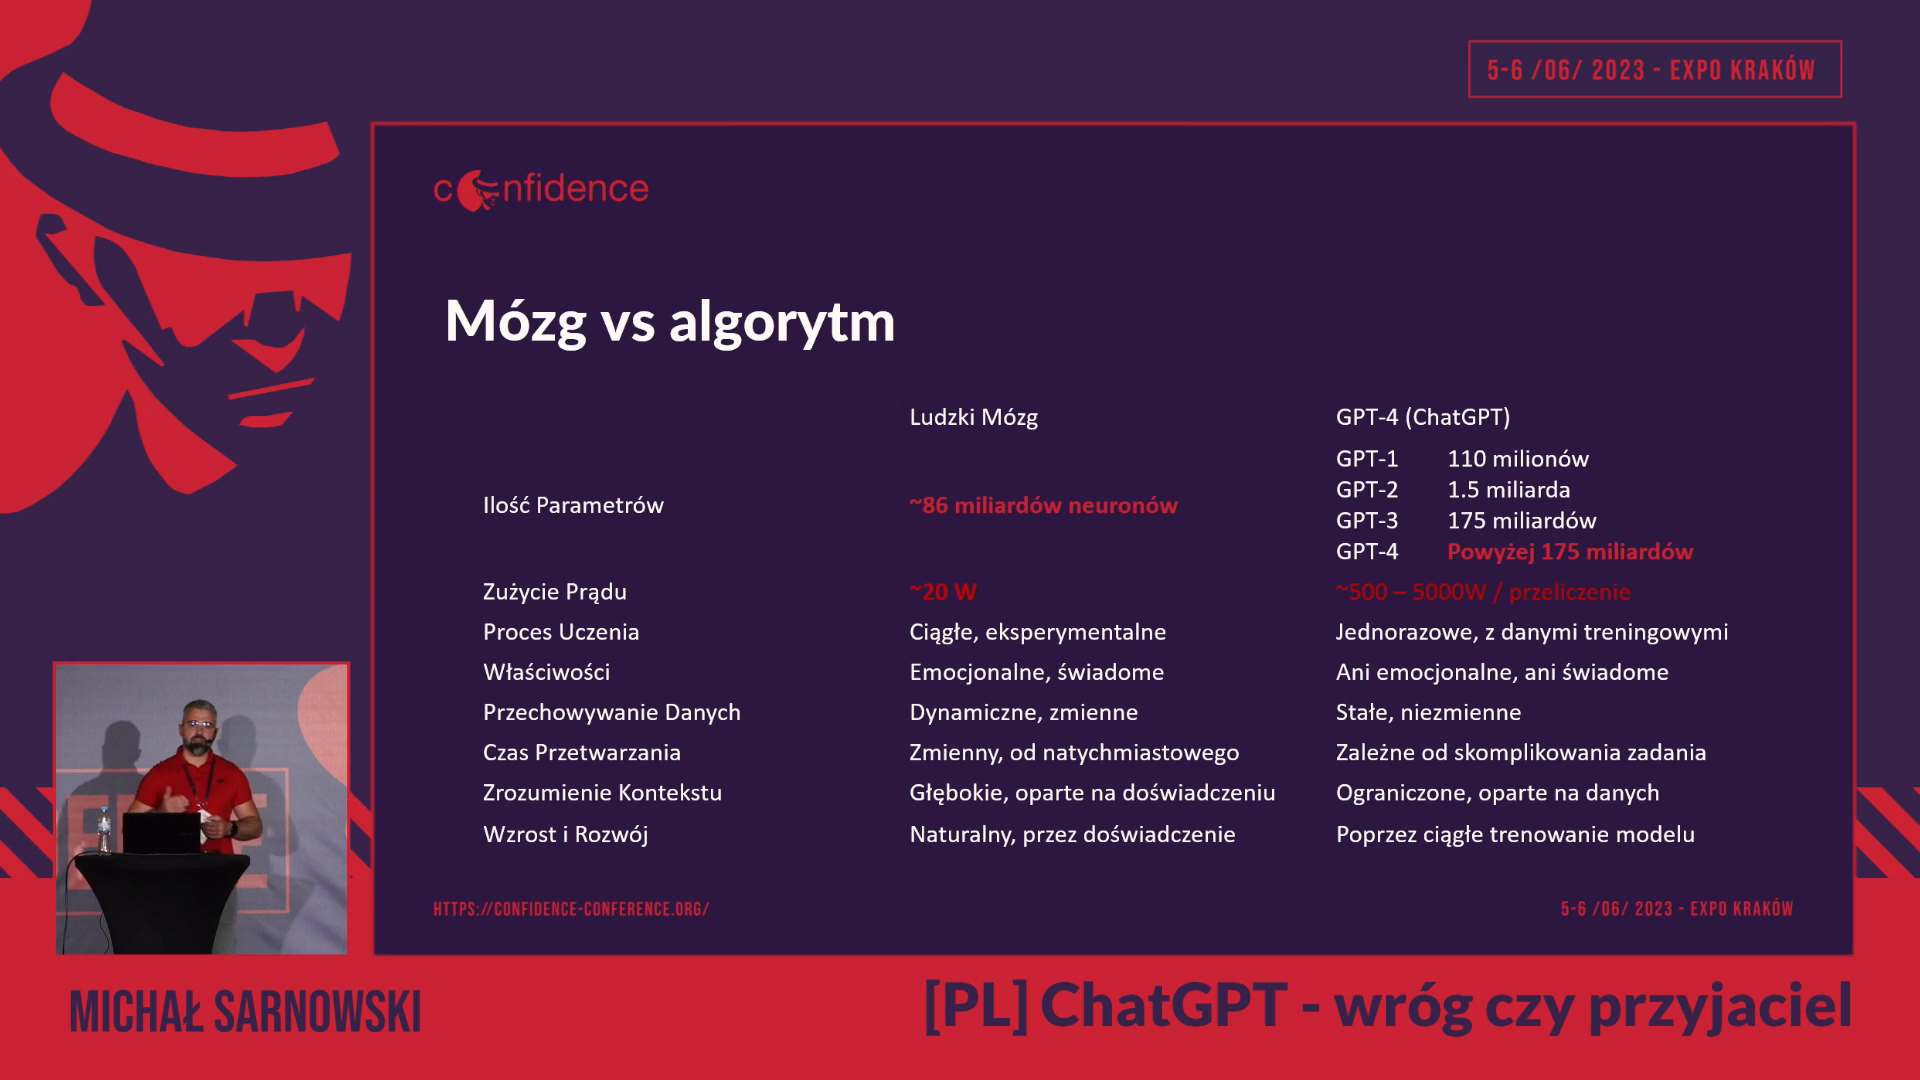 5-6 /06/ 2023 - EXPO KRAKÓW
confidence
Mózg vs algorytm
Ludzki Mózg GPT-4 (ChatGPT)
Ilość Parametrów ~86 miliardów neuronów
GPT-1 110 milionów
GPT-2 1.5 miliarda
GPT-3 175 miliardów
GPT-4 Powyżej 175 miliardów
Zużycie Prądu ~20 W ~500 – 5000W / przeliczenie
Proces Uczenia Ciągłe, eksperymentalne Jednorazowe, z danymi treningowymi
Właściwości Emocjonalne, świadome Ani emocjonalne, ani świadome
Przechowywanie Danych Dynamiczne, zmienne Stałe, niezmienne
Czas Przetwarzania Zmienny, od natychmiastowego Zależne od skomplikowania zadania
Zrozumienie Kontekstu Głębokie, oparte na doświadczeniu Ograniczone, oparte na danych
Wzrost i Rozwój Naturalny, przez doświadczenie Poprzez ciągłe trenowanie modelu
HTTPS://CONFIDENCE-CONFERENCE.ORG/ 5-6 /06/ 2023 - EXPO KRAKÓW
MICHAŁ SARNOWSKI
[PL] ChatGPT - wróg czy przyjaciel